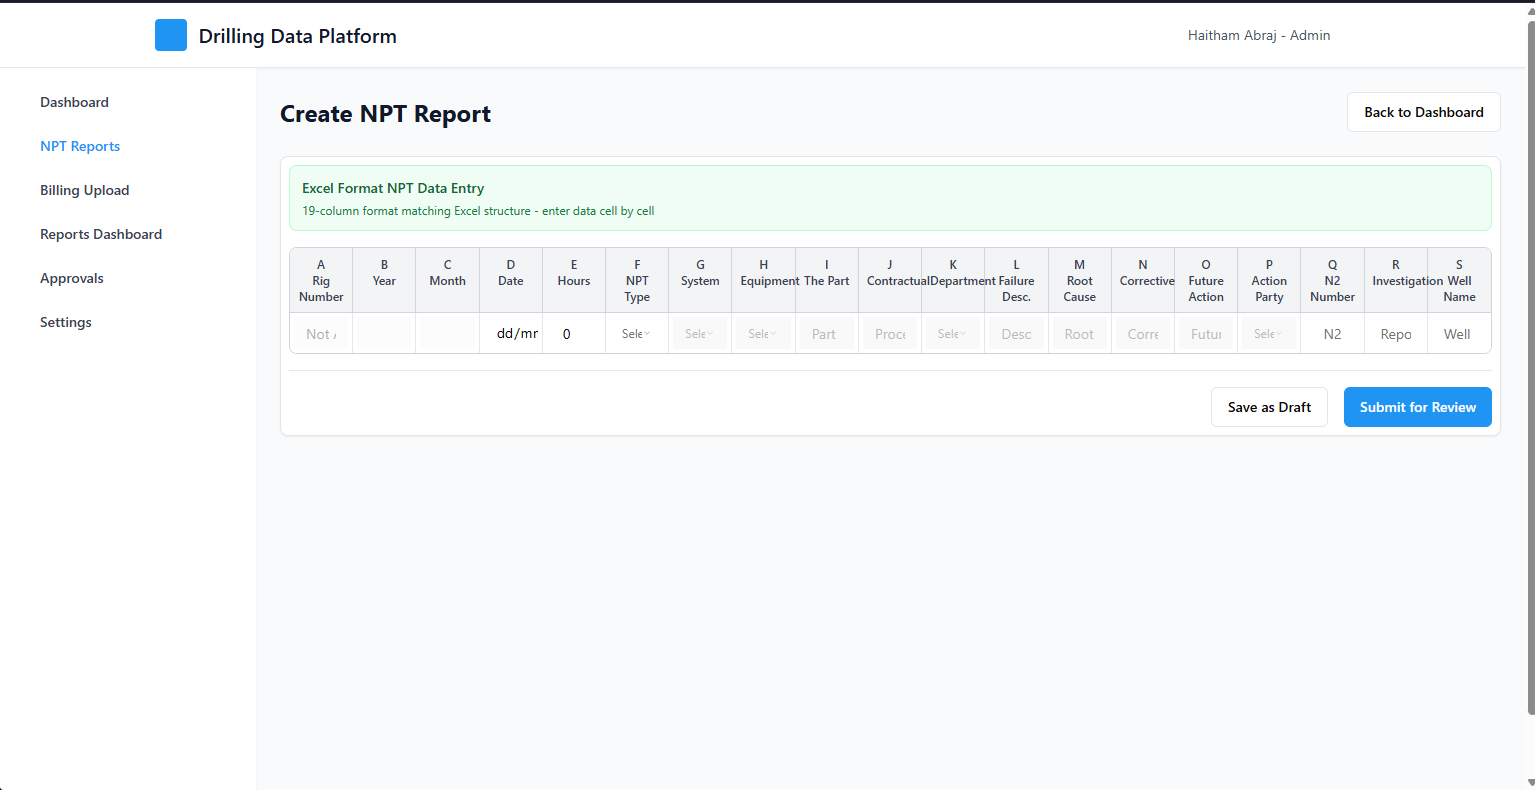 Drilling Data Platform
Haitham Abraj - Admin
Dashboard
NPT Reports
Billing Upload
Reports Dashboard
Approvals
Settings
Create NPT Report
Back to Dashboard
Excel Format NPT Data Entry
19-column format matching Excel structure - enter data cell by cell
A Rig Number
B Year
C Month
D Date
E Hours
F NPT Type
G System
H Equipment
I The Part
J Contractual
K Department
L Failure Desc.
M Root Cause
N Corrective
O Future Action
P Action Party
Q N2 Number
R Investigation
S Well Name
Not
dd/mm
0
Sele
Sele
Sele
Part
Proce
Sele
Desc
Root
Corre
Futur
Sele
N2
Repo
Well
Save as Draft
Submit for Review